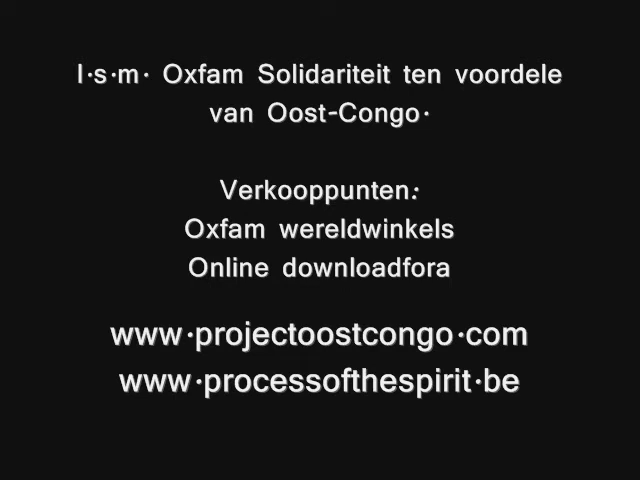 I.s.m. Oxfam Solidariteit ten voordele
van Oost-Congo.
Verkooppunten:
Oxfam wereldwinkels
Online downloadfora
www.projectoostcongo.com
www.processofthespirit.be